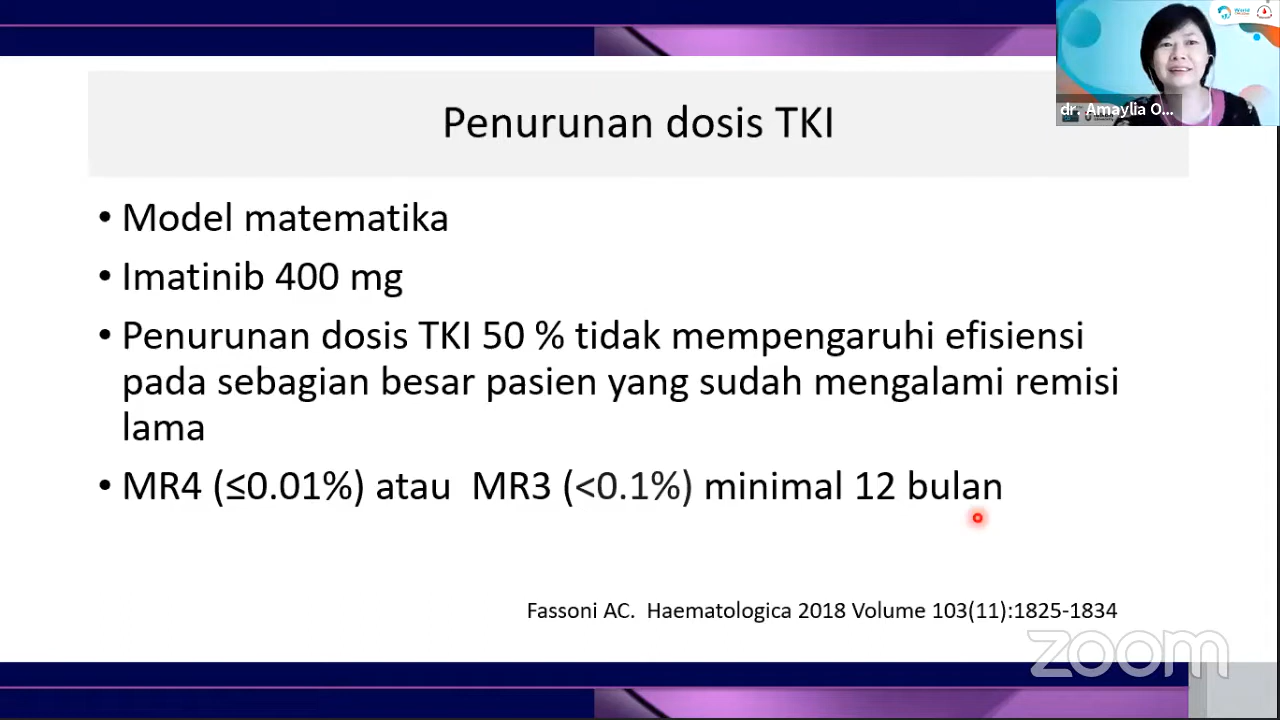 dr. Amaylia O...
Penurunan dosis TKI
• Model matematika
• Imatinib 400 mg
• Penurunan dosis TKI 50 % tidak mempengaruhi efisiensi
pada sebagian besar pasien yang sudah mengalami remisi
lama
• MR4 (≤0.01%) atau MR3 (<0.1%) minimal 12 bulan
Fassoni AC. Haematologica 2018 Volume 103(11):1825-1834
zoom